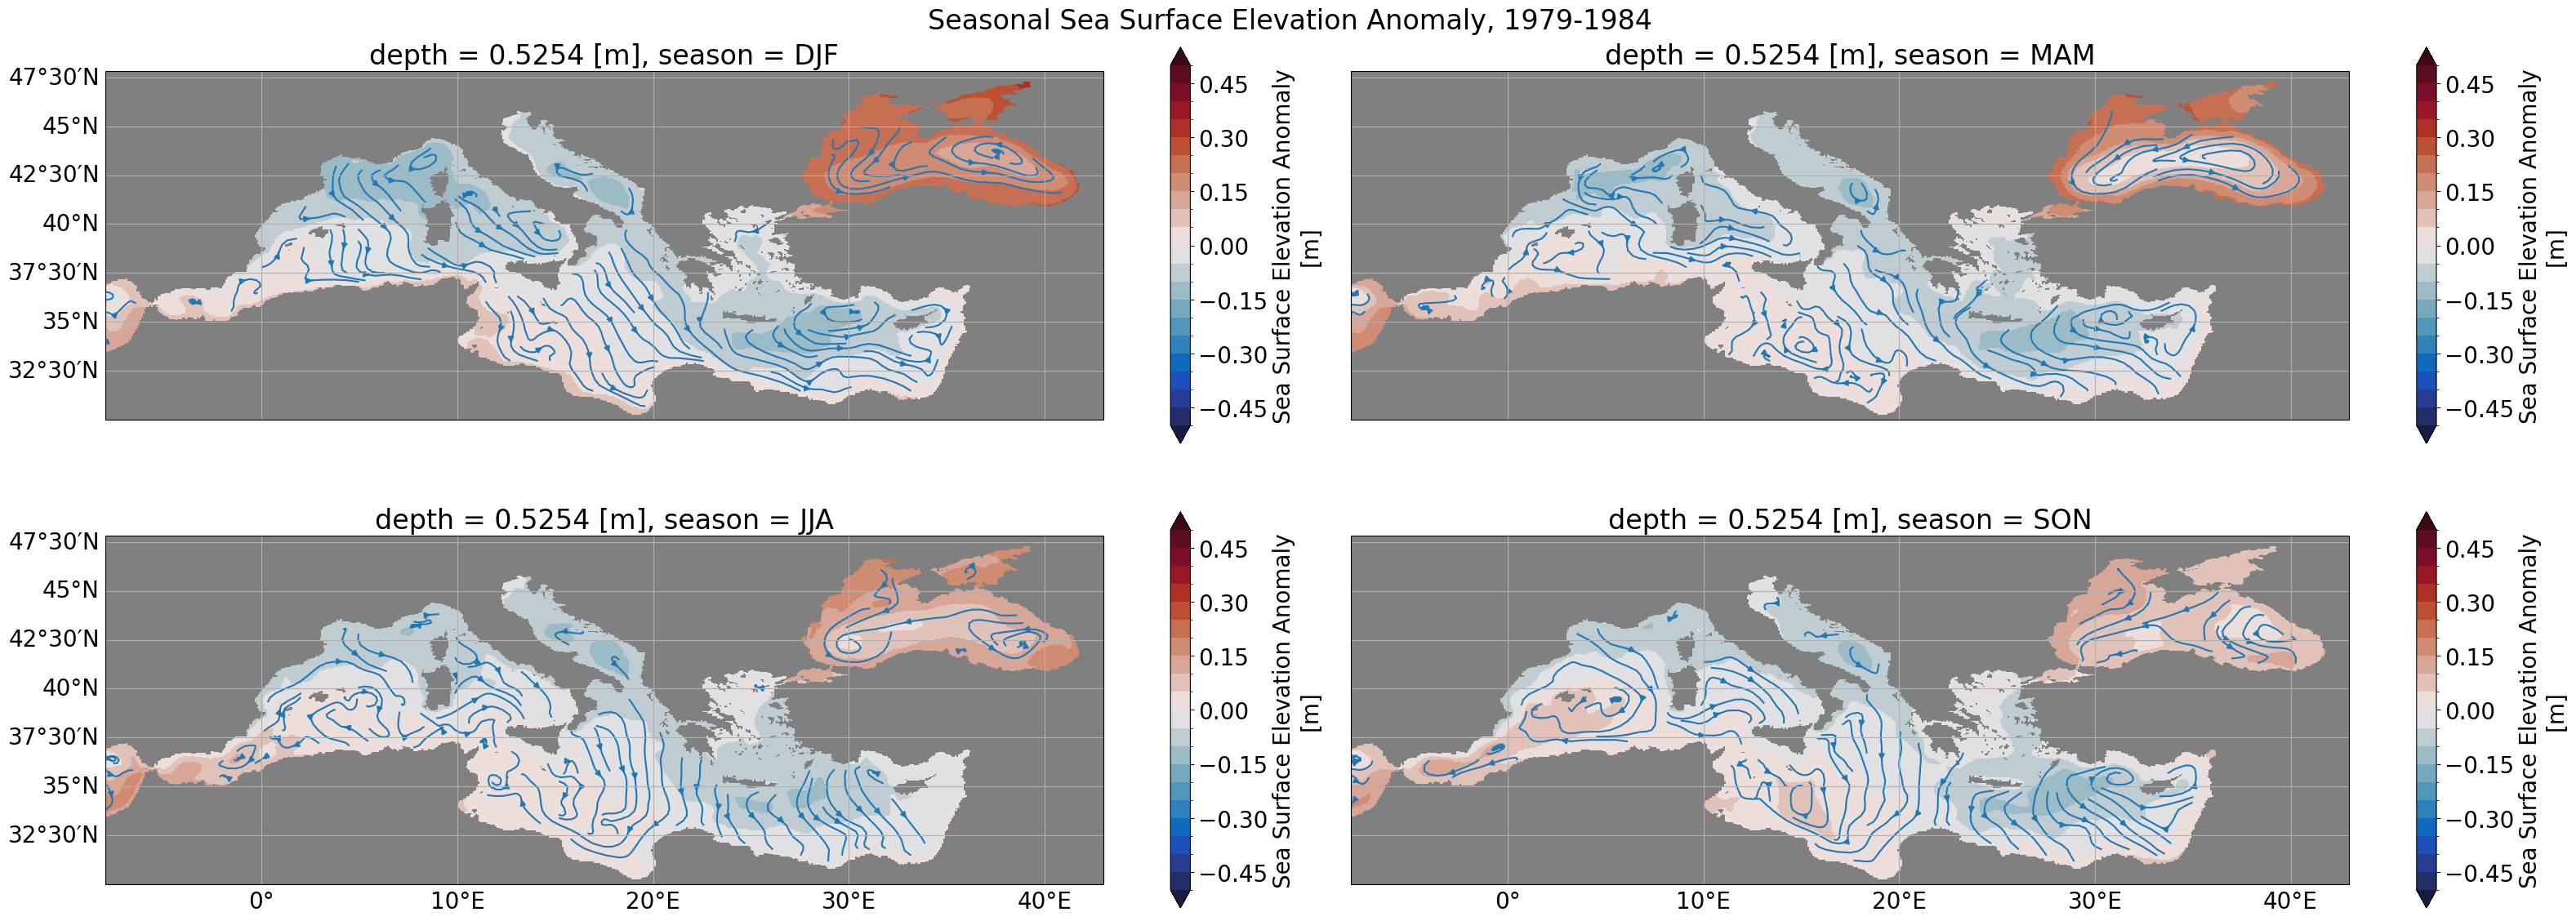 Seasonal Sea Surface Elevation Anomaly, 1979-1984
depth = 0.5254 [m], season = DJF
47°30′N
45°N
42°30′N
40°N
37°30′N
35°N
32°30′N
0.45
0.30
0.15
0.00
−0.15
−0.30
−0.45
Sea Surface Elevation Anomaly
[m]
depth = 0.5254 [m], season = MAM
0.45
0.30
0.15
0.00
−0.15
−0.30
−0.45
Sea Surface Elevation Anomaly
[m]
depth = 0.5254 [m], season = JJA
47°30′N
45°N
42°30′N
40°N
37°30′N
35°N
32°30′N
0°
10°E
20°E
30°E
40°E
0.45
0.30
0.15
0.00
−0.15
−0.30
−0.45
Sea Surface Elevation Anomaly
[m]
depth = 0.5254 [m], season = SON
0°
10°E
20°E
30°E
40°E
0.45
0.30
0.15
0.00
−0.15
−0.30
−0.45
Sea Surface Elevation Anomaly
[m]